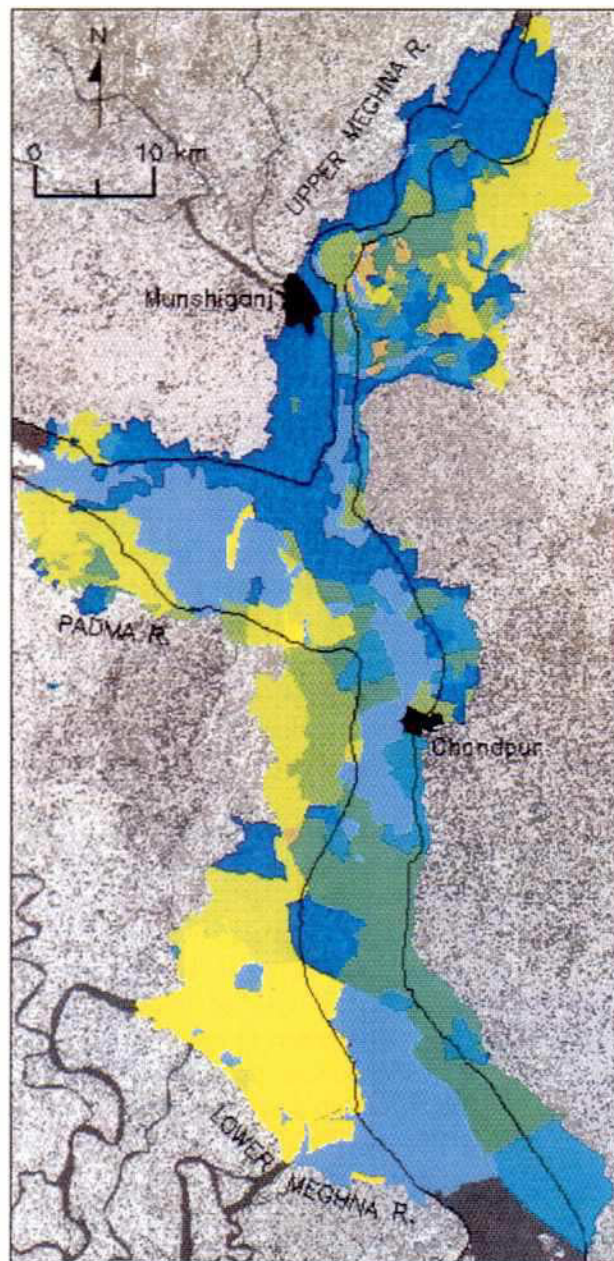 N
0 10 km
UPPER MEGHNA R.
Munshiganj
PADMA R.
Chandpur
LOWER MEGHNA R.